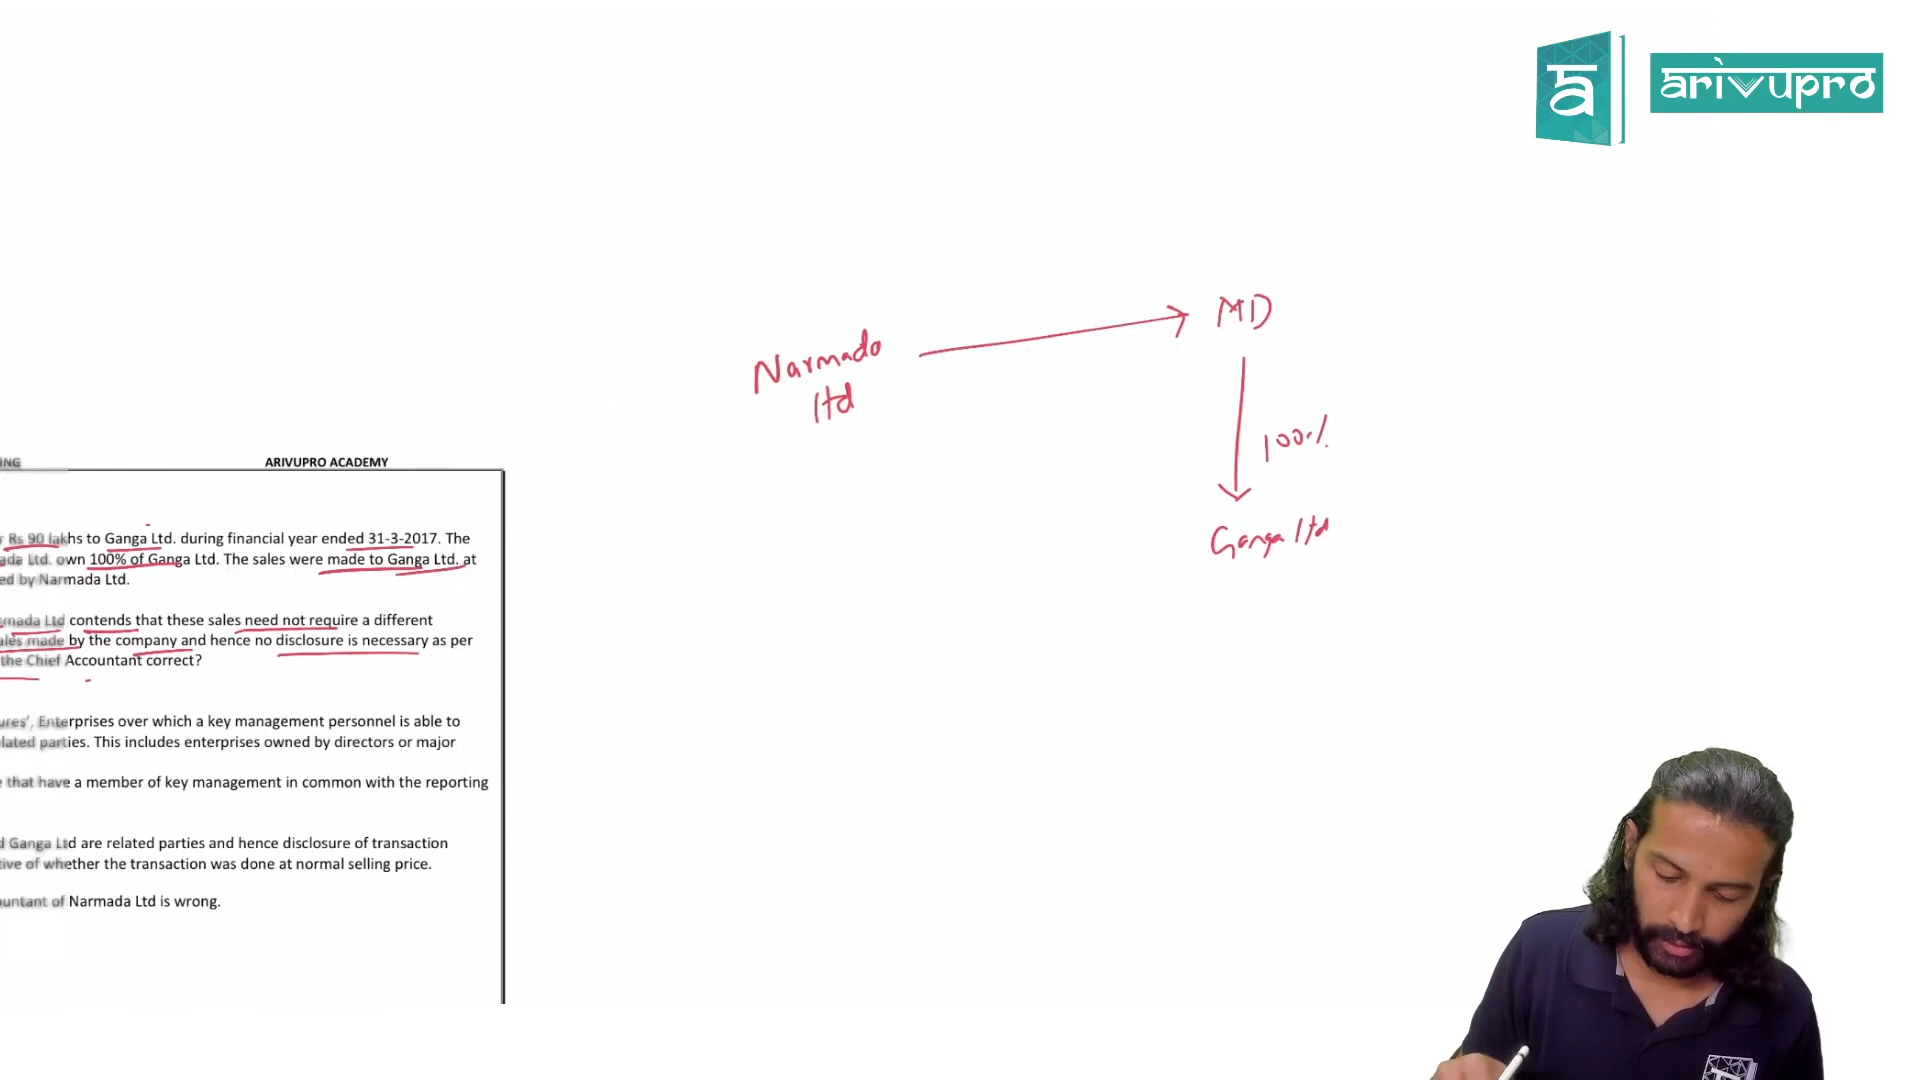 a
arivupro
MD
Narmado
ltd
100%
Ganga ltd
ING ARIVUPRO ACADEMY
Rs 90 lakhs to Ganga Ltd. during financial year ended 31-3-2017. The
ada Ltd. own 100% of Ganga Ltd. The sales were made to Ganga Ltd. at
ed by Narmada Ltd.
mada Ltd contends that these sales need not require a different
ales made by the company and hence no disclosure is necessary as per
the Chief Accountant correct?
ures', Enterprises over which a key management personnel is able to
lated parties. This includes enterprises owned by directors or major
that have a member of key management in common with the reporting
d Ganga Ltd are related parties and hence disclosure of transaction
tive of whether the transaction was done at normal selling price.
ountant of Narmada Ltd is wrong.